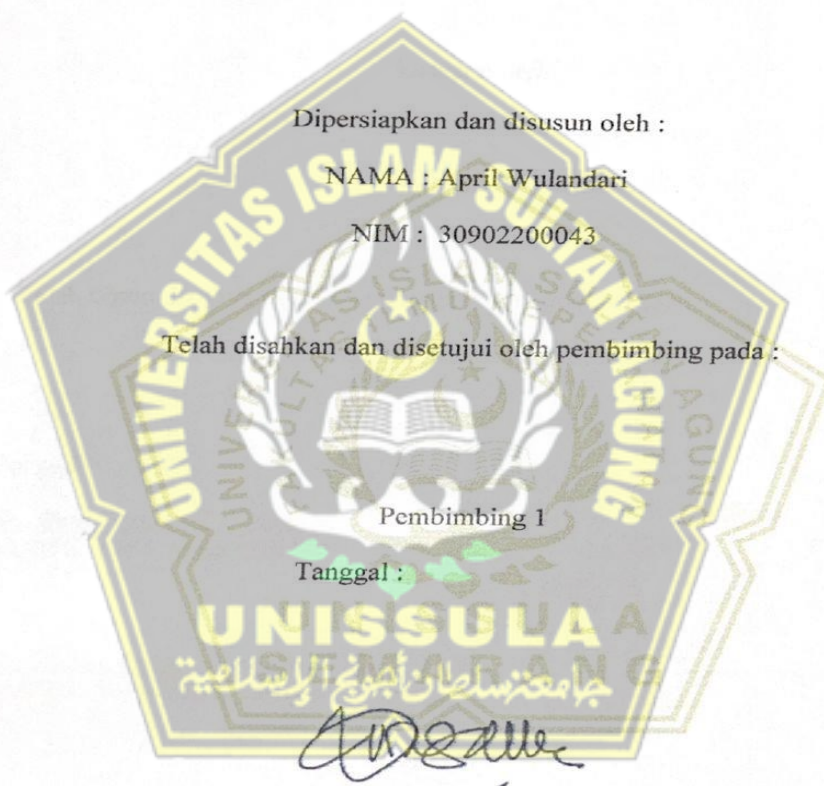 Dipersiapkan dan disusun oleh :
NAMA : April Wulandari
NIM : 30902200043
Telah disahkan dan disetujui oleh pembimbing pada :
Pembimbing 1
Tanggal :
UNIVERSITAS ISLAM SULTAN AGUNG
UNISSULA
SEMARANG
جامعة سلطان أجونج الإسلامية